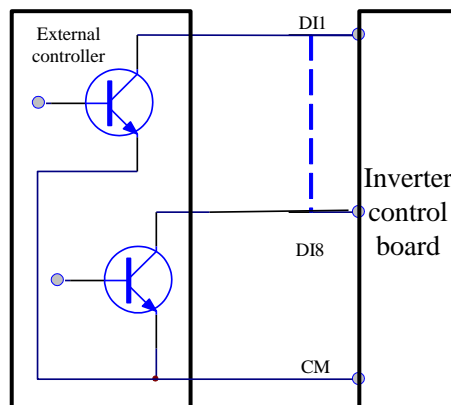 External
controller
DI1
Inverter
control
board
DI8
CM